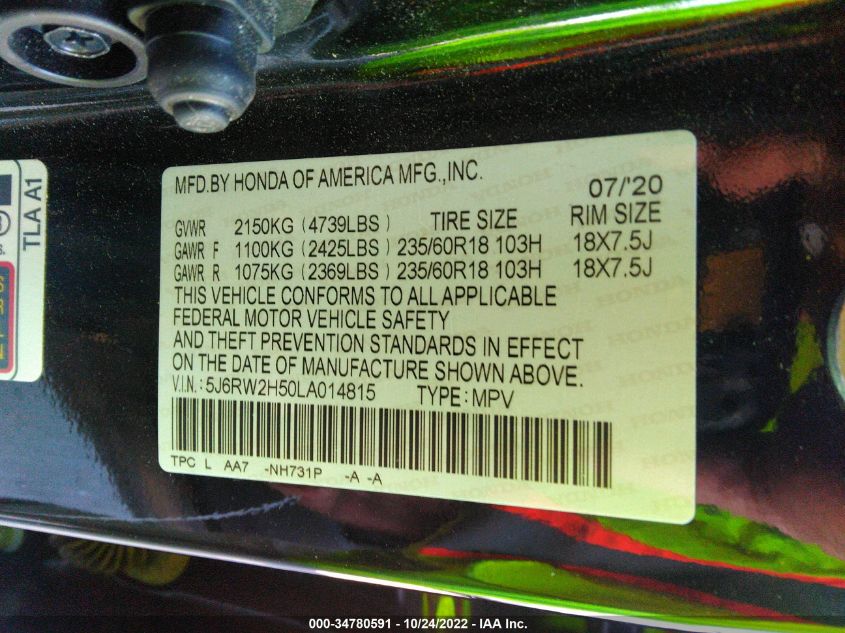 MFD.BY HONDA OF AMERICA MFG.,INC. 07/'20
GVWR 2150KG (4739LBS) TIRE SIZE RIM SIZE
GAWR F 1100KG (2425LBS) 235/60R18 103H 18X7.5J
GAWR R 1075KG (2369LBS) 235/60R18 103H 18X7.5J
THIS VEHICLE CONFORMS TO ALL APPLICABLE
FEDERAL MOTOR VEHICLE SAFETY
AND THEFT PREVENTION STANDARDS IN EFFECT
ON THE DATE OF MANUFACTURE SHOWN ABOVE.
V.I.N.: 5J6RW2H50LA014815 TYPE: MPV
TPC L AA7 -NH731P -A -A
TLA A1
000-34780591 - 10/24/2022 - IAA Inc.